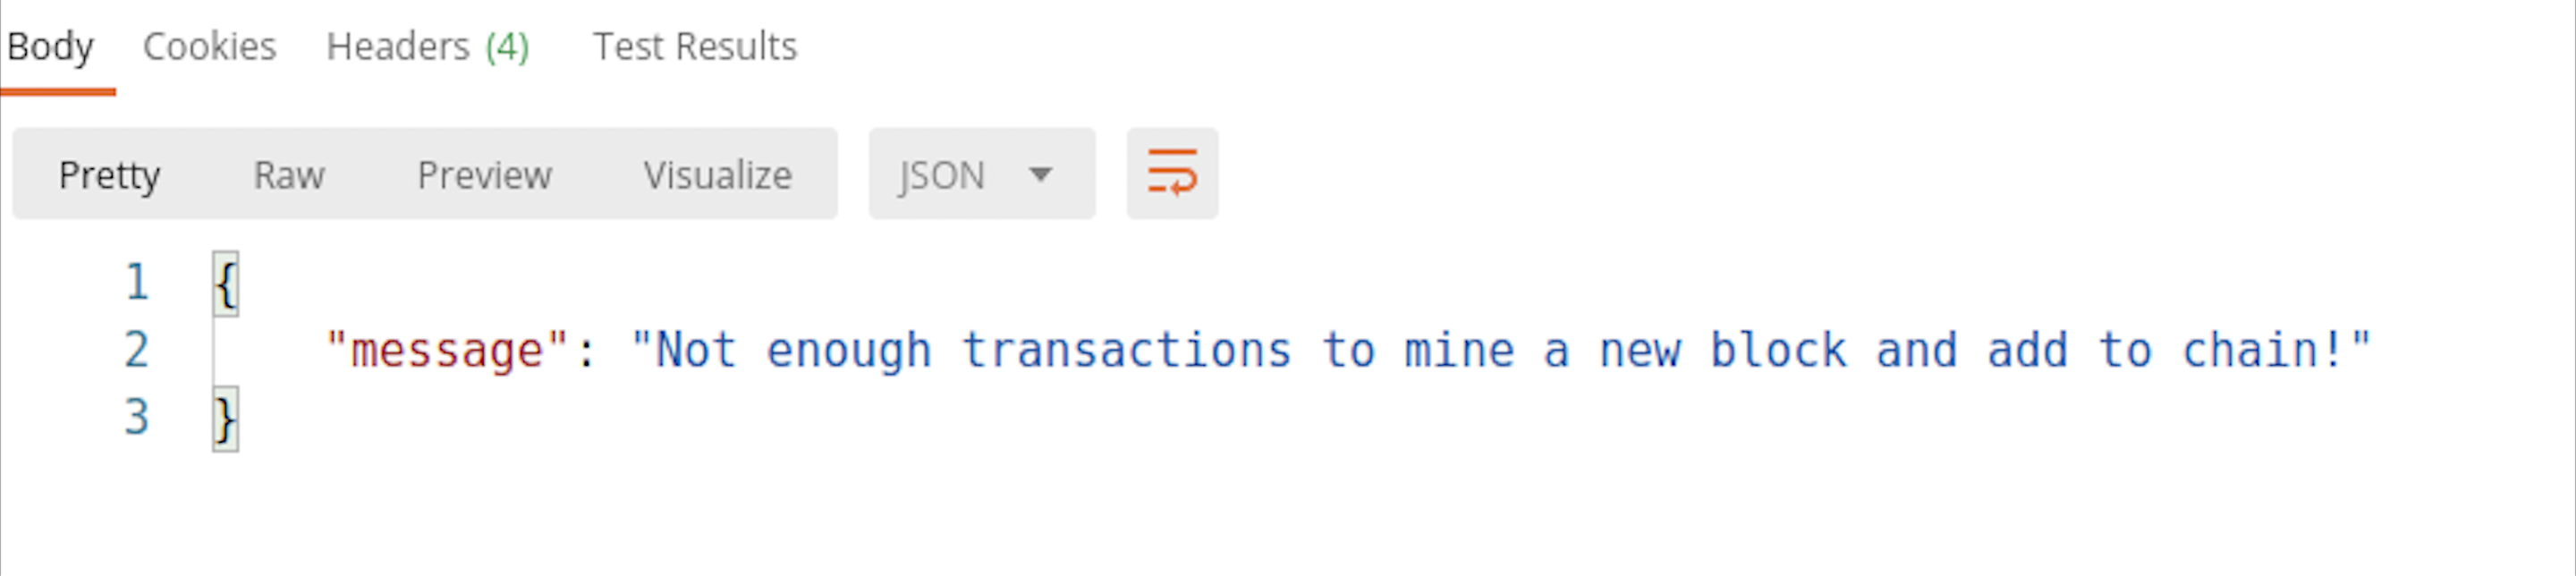 Body Cookies Headers (4) Test Results
Pretty Raw Preview Visualize JSON
1 {
2 "message": "Not enough transactions to mine a new block and add to chain!"
3 }